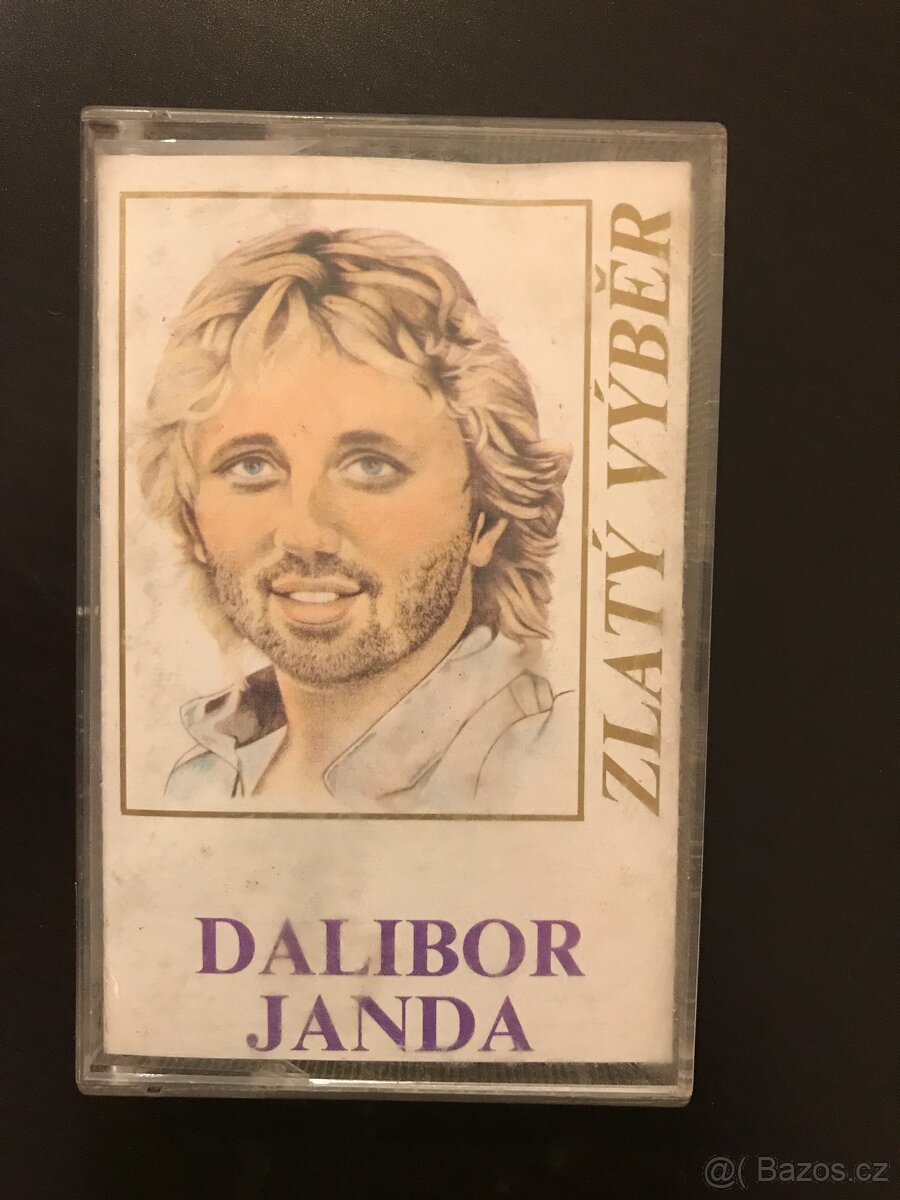 ZLATÝ VÝBĚR
DALIBOR
JANDA
@( Bazos.cz